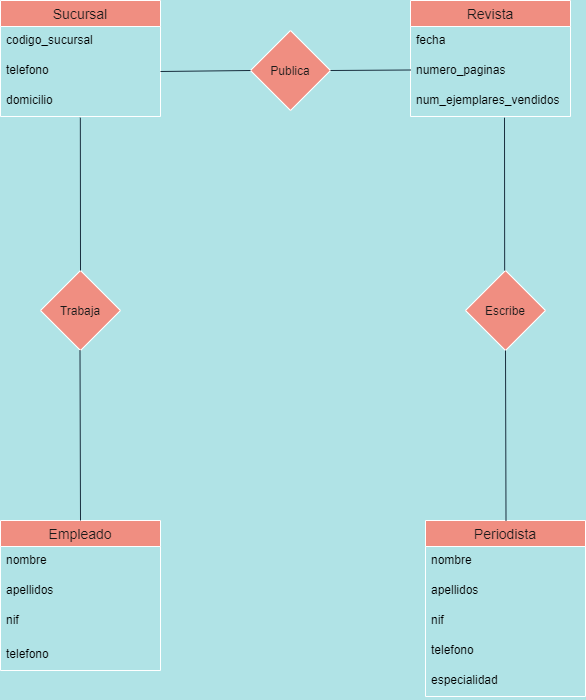 Sucursal
codigo_sucursal
telefono
domicilio
Publica
Revista
fecha
numero_paginas
num_ejemplares_vendidos
Trabaja
Escribe
Empleado
nombre
apellidos
nif
telefono
Periodista
nombre
apellidos
nif
telefono
especialidad